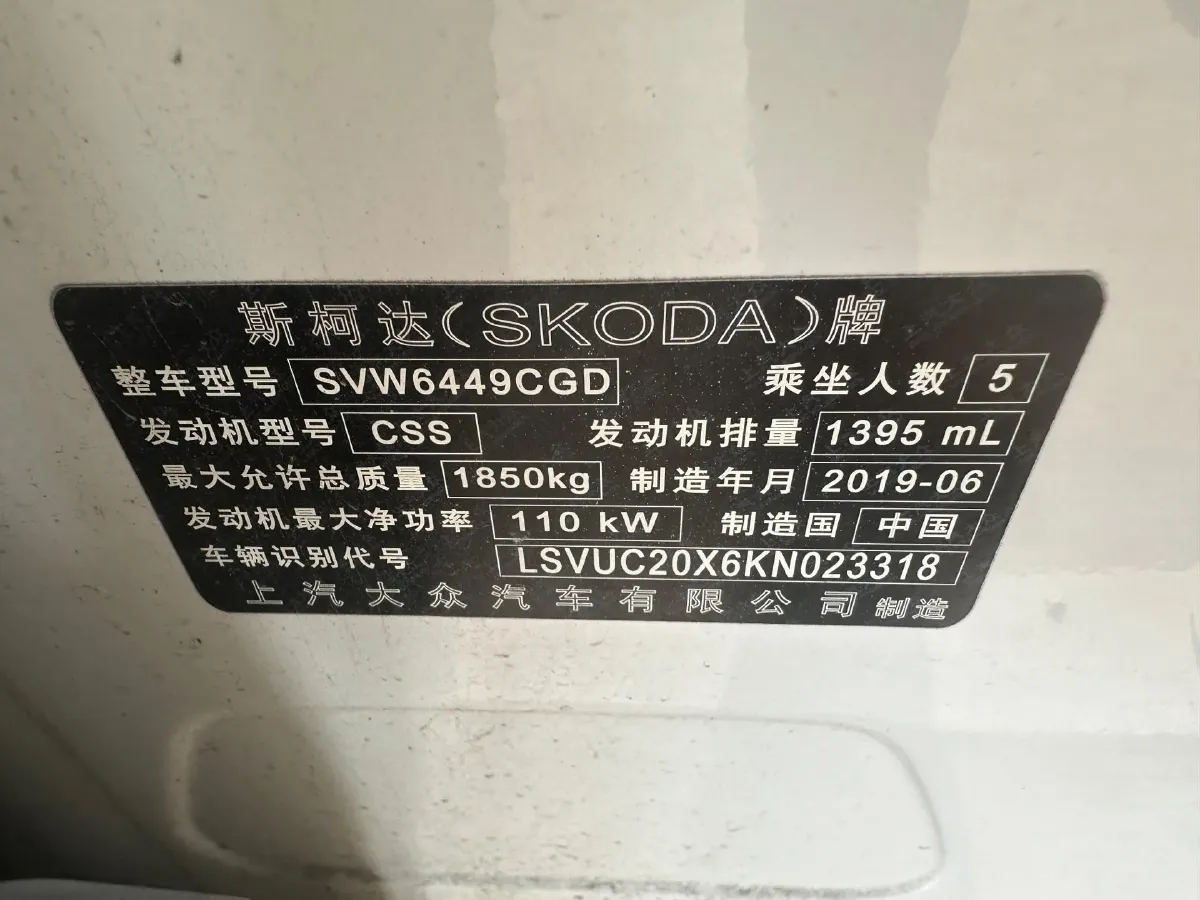 斯柯达(SKODA)牌
整车型号 SVW6449CGD 乘坐人数 5
发动机型号 CSS 发动机排量 1395 mL
最大允许总质量 1850kg 制造年月 2019-06
发动机最大净功率 110 kW 制造国 中国
车辆识别代号 LSVUC20X6KN023318
上汽大众汽车有限公司 制造